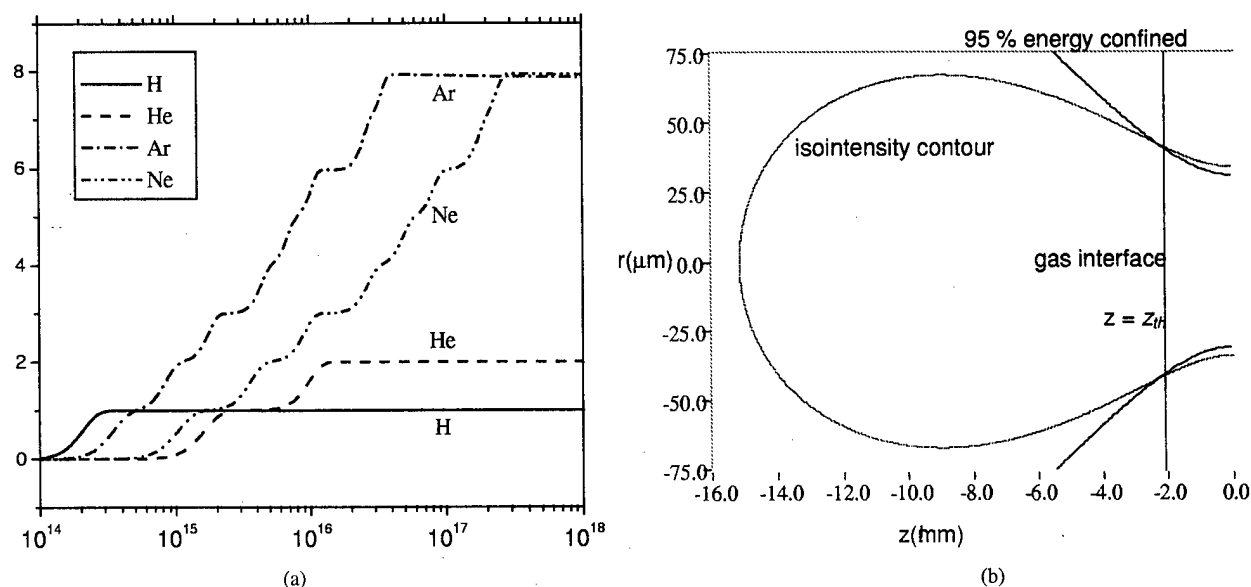 8
6
4
2
0
H
He
Ar
Ne
Ar
Ne
He
H
10^14
10^15
10^16
10^17
10^18
(a)
95 % energy confined
75.0
50.0
25.0
r(μm) 0.0
-25.0
-50.0
-75.0
isointensity contour
gas interface
z = z_th
-16.0 -14.0 -12.0 -10.0 -8.0 -6.0 -4.0 -2.0 0.0
z(mm)
(b)